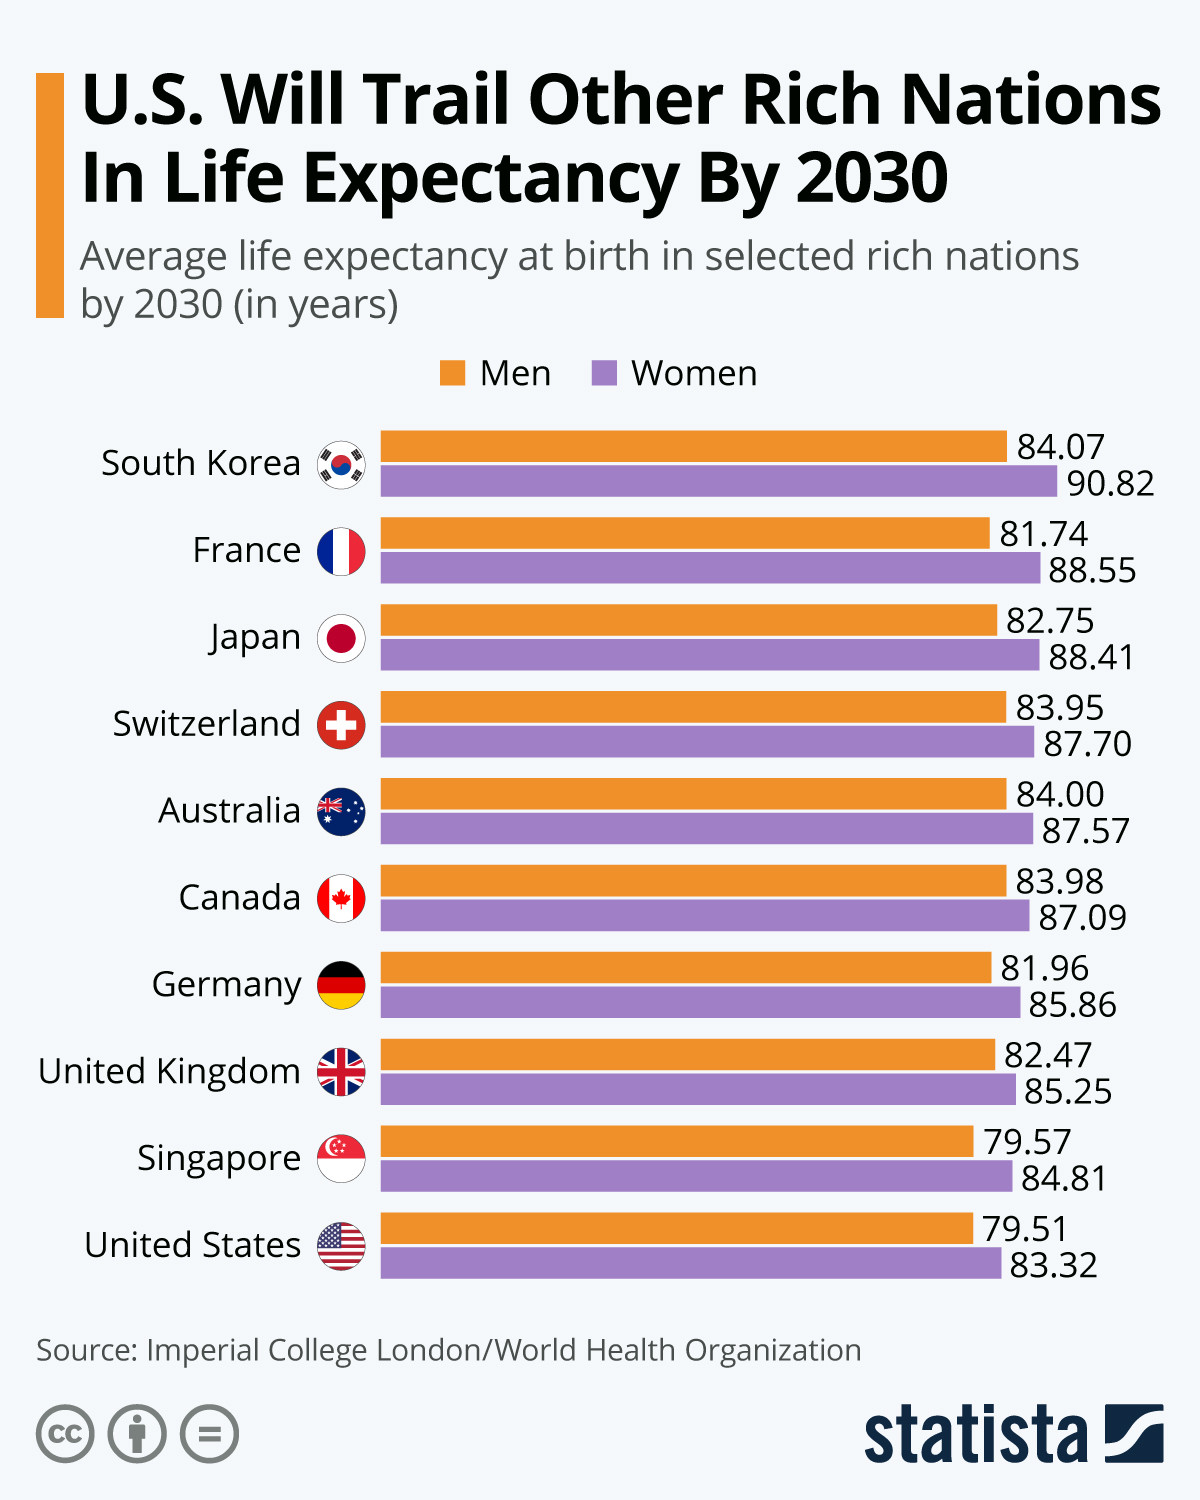 U.S. Will Trail Other Rich Nations
In Life Expectancy By 2030
Average life expectancy at birth in selected rich nations
by 2030 (in years)
Men Women
South Korea 84.07
90.82
France 81.74
88.55
Japan 82.75
88.41
Switzerland 83.95
87.70
Australia 84.00
87.57
Canada 83.98
87.09
Germany 81.96
85.86
United Kingdom 82.47
85.25
Singapore 79.57
84.81
United States 79.51
83.32
Source: Imperial College London/World Health Organization
cc = statista